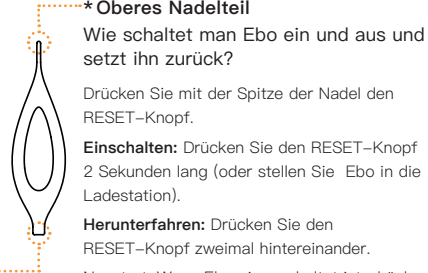 * Oberes Nadelteil
Wie schaltet man Ebo ein und aus und
setzt ihn zurück?
Drücken Sie mit der Spitze der Nadel den
RESET-Knopf.
Einschalten: Drücken Sie den RESET-Knopf
2 Sekunden lang (oder stellen Sie Ebo in die
Ladestation).
Herunterfahren: Drücken Sie den
RESET-Knopf zweimal hintereinander.